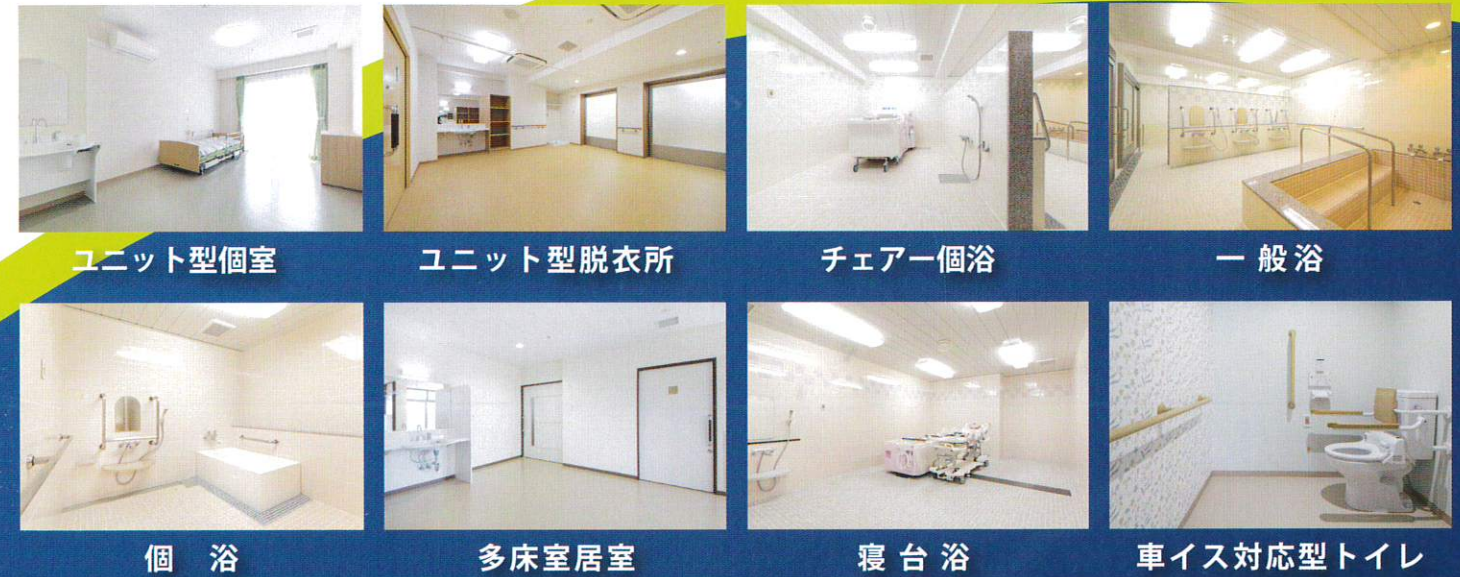 ユニット型個室
ユニット型脱衣所
チェアー個浴
一般浴
個 浴
多床室居室
寝台浴
車イス対応型トイレ